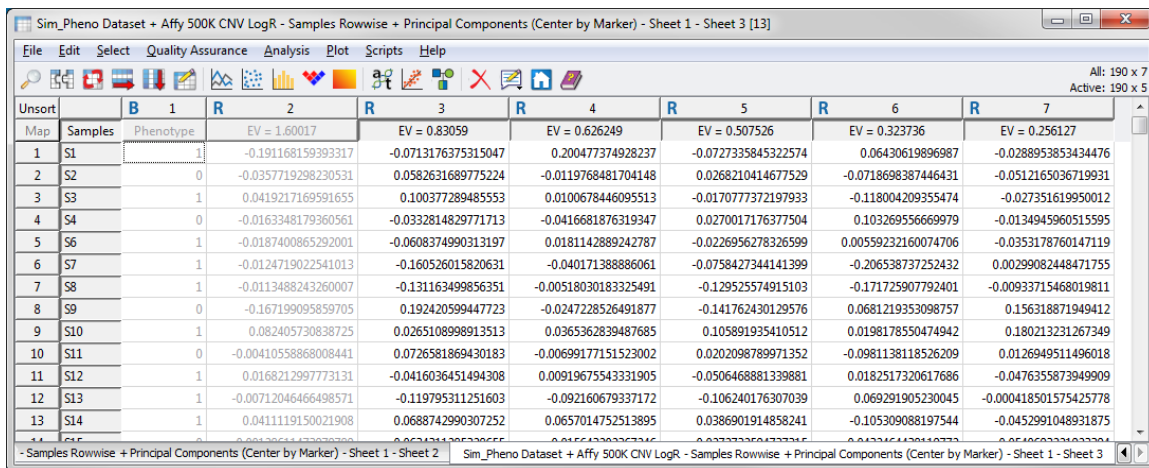 Sim_Pheno Dataset + Affy 500K CNV LogR - Samples Rowwise + Principal Components (Center by Marker) - Sheet 1 - Sheet 3 [13]
File Edit Select Quality Assurance Analysis Plot Scripts Help
All: 190 x 7
Active: 190 x 5
Unsort B 1 R 2 R 3 R 4 R 5 R 6 R 7
Map Samples Phenotype EV = 1.60017 EV = 0.83059 EV = 0.626249 EV = 0.507526 EV = 0.323736 EV = 0.256127
1 S1 1 -0.191168159393317 -0.0713176375315047 0.200477374928237 -0.0727335845322574 0.06430619896987 -0.0288953853434476
2 S2 0 -0.0357719298230531 0.0582631689775224 -0.0119768481704148 0.0268210414677529 -0.0718698387446431 -0.0512165036719931
3 S3 1 0.0419217169591655 0.100377289485553 0.0100678446095513 -0.0170777372197933 -0.118004209355474 -0.027351619950012
4 S4 0 -0.0163348179360561 -0.0332814829771713 -0.0416681876319347 0.0270017176377504 0.103269556669979 -0.0134945960515595
5 S6 1 -0.0187400865292001 -0.0608374990313197 0.0181142889242787 -0.0226956278326599 0.00559232160074706 -0.0353178760147119
6 S7 1 -0.0124719022541013 -0.160526015820631 -0.040171388886061 -0.0758427344141399 -0.206538737252432 0.00299082448471755
7 S8 1 -0.0113488243260007 -0.131163499856351 -0.00518030183325491 -0.129525574915103 -0.171725907792401 -0.00933715468019811
8 S9 0 -0.167199095859705 0.192420599447723 -0.0247228526491877 -0.141762430129576 0.0681219353098757 0.156318871949412
9 S10 1 0.082405730838725 0.0265108998913513 0.0365362839487685 0.105891935410512 0.0198178550474942 0.180213231267349
10 S11 0 -0.00410558868008441 0.0726581869430183 -0.00699177151523002 0.0202098789971352 -0.0981138118526209 0.0126949511496018
11 S12 1 0.0168212997773131 -0.0416036451494308 0.00919675543331905 -0.0506468881339881 0.0182517320617686 -0.0476355873949909
12 S13 1 -0.00712046466498571 -0.119795311251603 -0.092160679337172 -0.106240176307039 0.069291905230045 -0.000418501575425778
13 S14 1 0.0411119150021908 0.0688742990307252 0.0657014752513895 0.0386901914858241 -0.105309088197544 -0.0452991048931875
- Samples Rowwise + Principal Components (Center by Marker) - Sheet 1 - Sheet 2 Sim_Pheno Dataset + Affy 500K CNV LogR - Samples Rowwise + Principal Components (Center by Marker) - Sheet 1 - Sheet 3